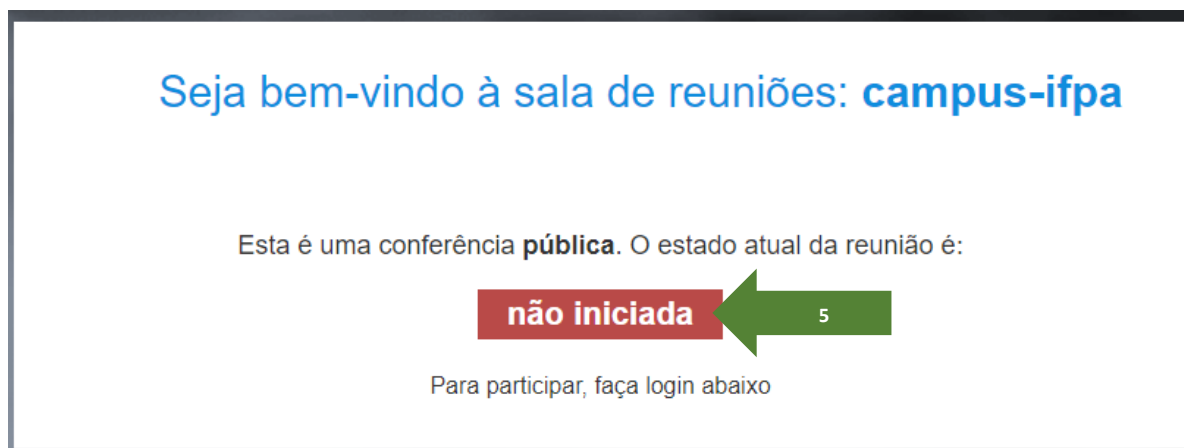 Seja bem-vindo à sala de reuniões: campus-ifpa
Esta é uma conferência pública. O estado atual da reunião é:
não iniciada
5
Para participar, faça login abaixo